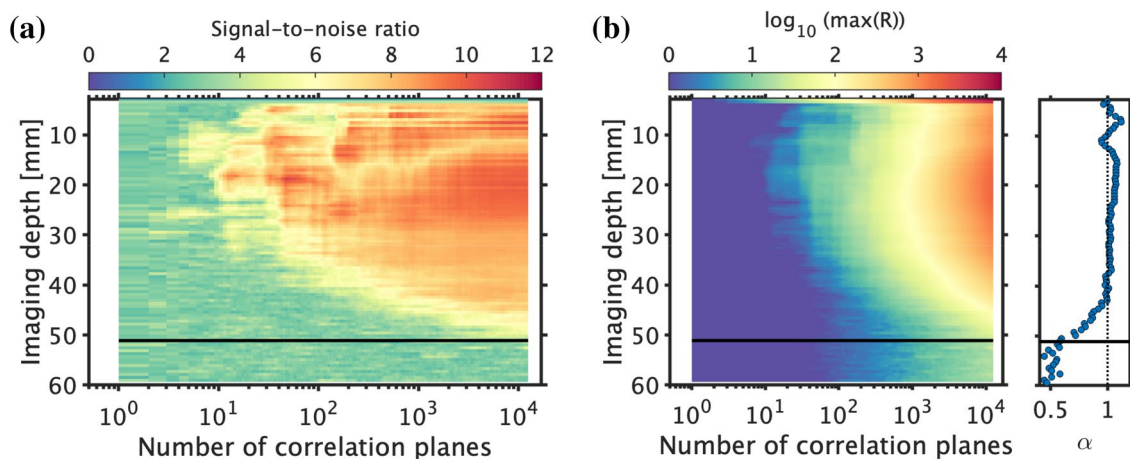 (a)
Signal-to-noise ratio
0 2 4 6 8 10 12
Imaging depth [mm]
10
20
30
40
50
60
10^0 10^1 10^2 10^3 10^4
Number of correlation planes
(b)
log_10 (max(R))
0 1 2 3 4
Imaging depth [mm]
10
20
30
40
50
60
10^0 10^1 10^2 10^3 10^4
Number of correlation planes
0.5 1
α